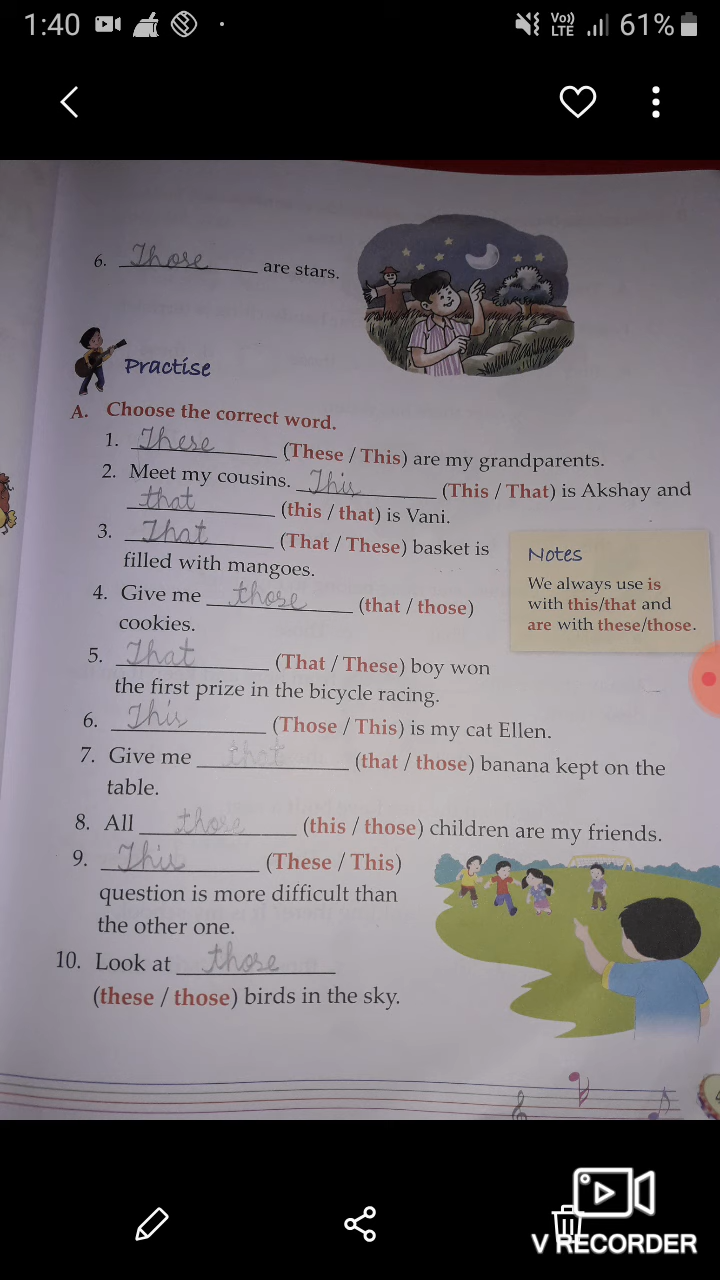 1:40 Vo)) LTE 61%
6. Those are stars.
Practise
A. Choose the correct word.
1. These (These / This) are my grandparents.
2. Meet my cousins. This (This / That) is Akshay and
that (this / that) is Vani.
3. That (That / These) basket is
filled with mangoes.
Notes
We always use is
with this/that and
are with these/those.
4. Give me those (that / those)
cookies.
5. That (That / These) boy won
the first prize in the bicycle racing.
6. This (Those / This) is my cat Ellen.
7. Give me that (that / those) banana kept on the
table.
8. All those (this / those) children are my friends.
9. This (These / This)
question is more difficult than
the other one.
10. Look at those
(these / those) birds in the sky.
V RECORDER